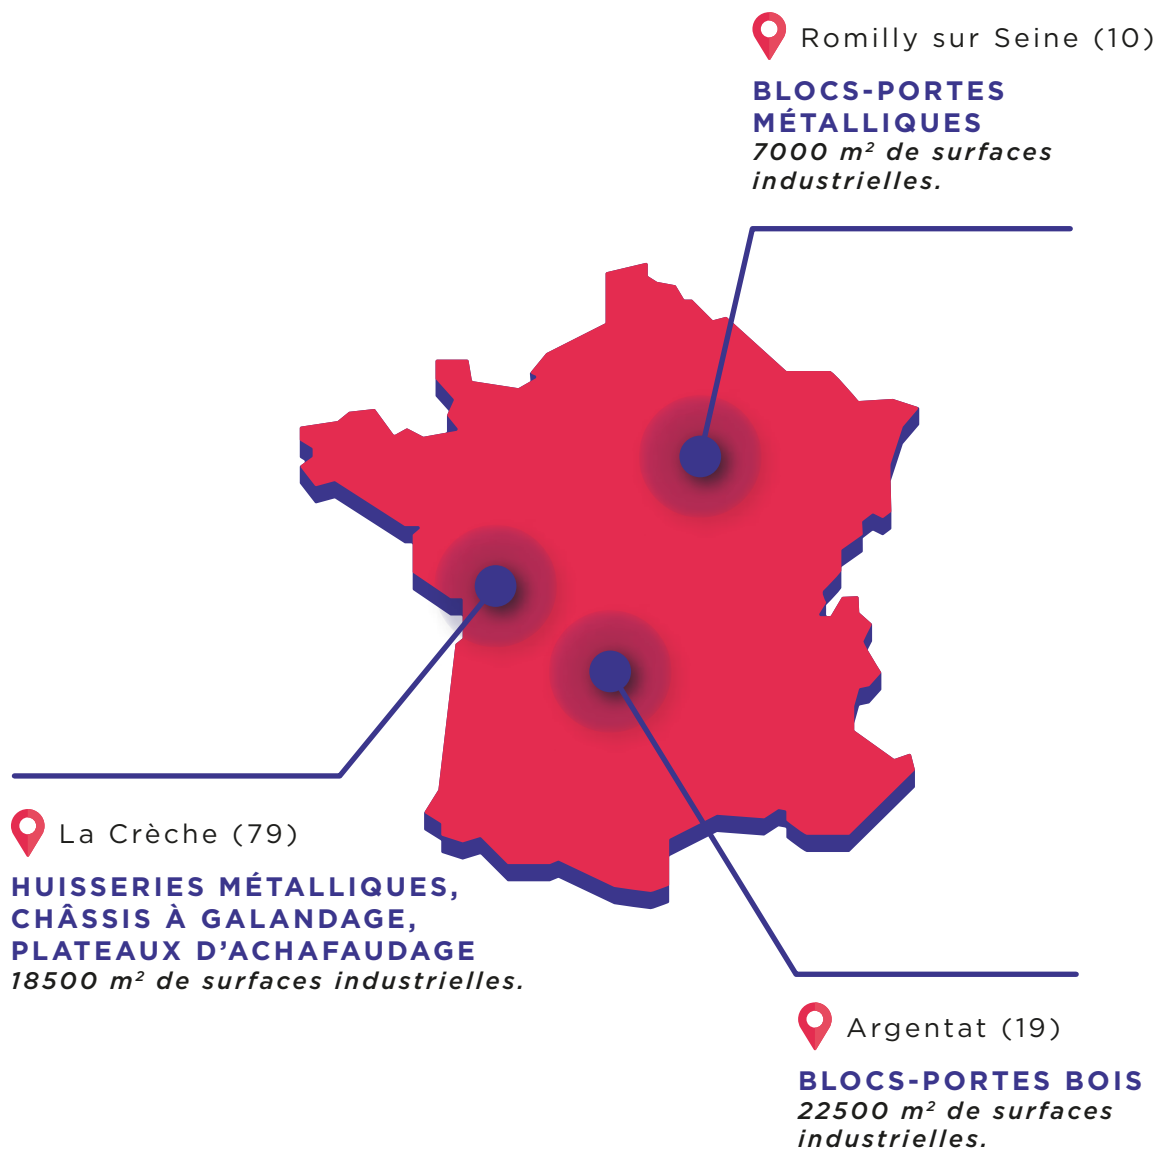 Romilly sur Seine (10)
BLOCS-PORTES
MÉTALLIQUES
7000 m² de surfaces
industrielles.
La Crèche (79)
HUISSERIES MÉTALLIQUES,
CHÂSSIS À GALANDAGE,
PLATEAUX D’ACHAFAUDAGE
18500 m² de surfaces industrielles.
Argentat (19)
BLOCS-PORTES BOIS
22500 m² de surfaces
industrielles.